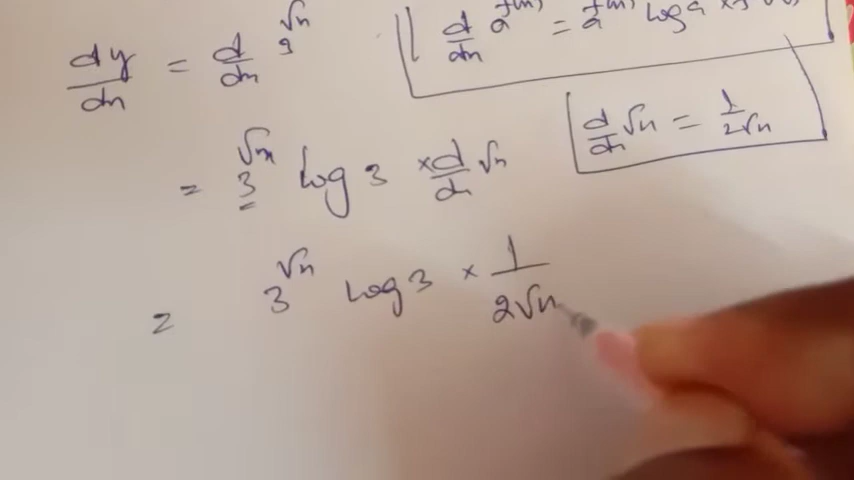 dy/dn = d/dn 3^√n
d/dn a^f(n) = a^f(n) log a ×
d/dn √n = 1/2√n
= 3^√n log 3 × d/dn √n
= 3^√n log 3 × 1/2√n